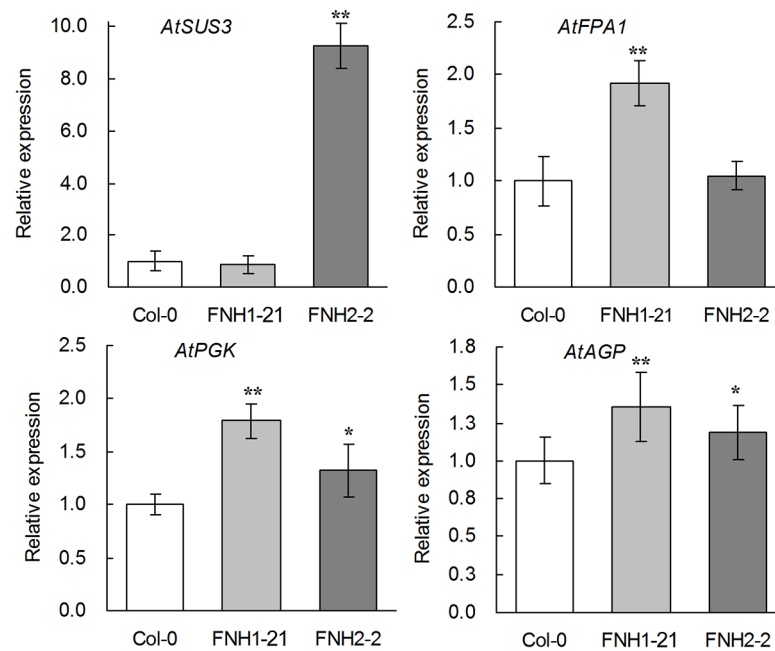 AtSUS3
**
10.0
8.0
6.0
4.0
2.0
0.0
Relative expression
Col-0 FNH1-21 FNH2-2
AtFPA1
**
2.5
2.0
1.5
1.0
0.5
0.0
Relative expression
Col-0 FNH1-21 FNH2-2
AtPGK
**
*
2.5
2.0
1.5
1.0
0.5
0.0
Relative expression
Col-0 FNH1-21 FNH2-2
AtAGP
**
*
1.8
1.5
1.3
1.0
0.8
0.5
0.3
0.0
Relative expression
Col-0 FNH1-21 FNH2-2